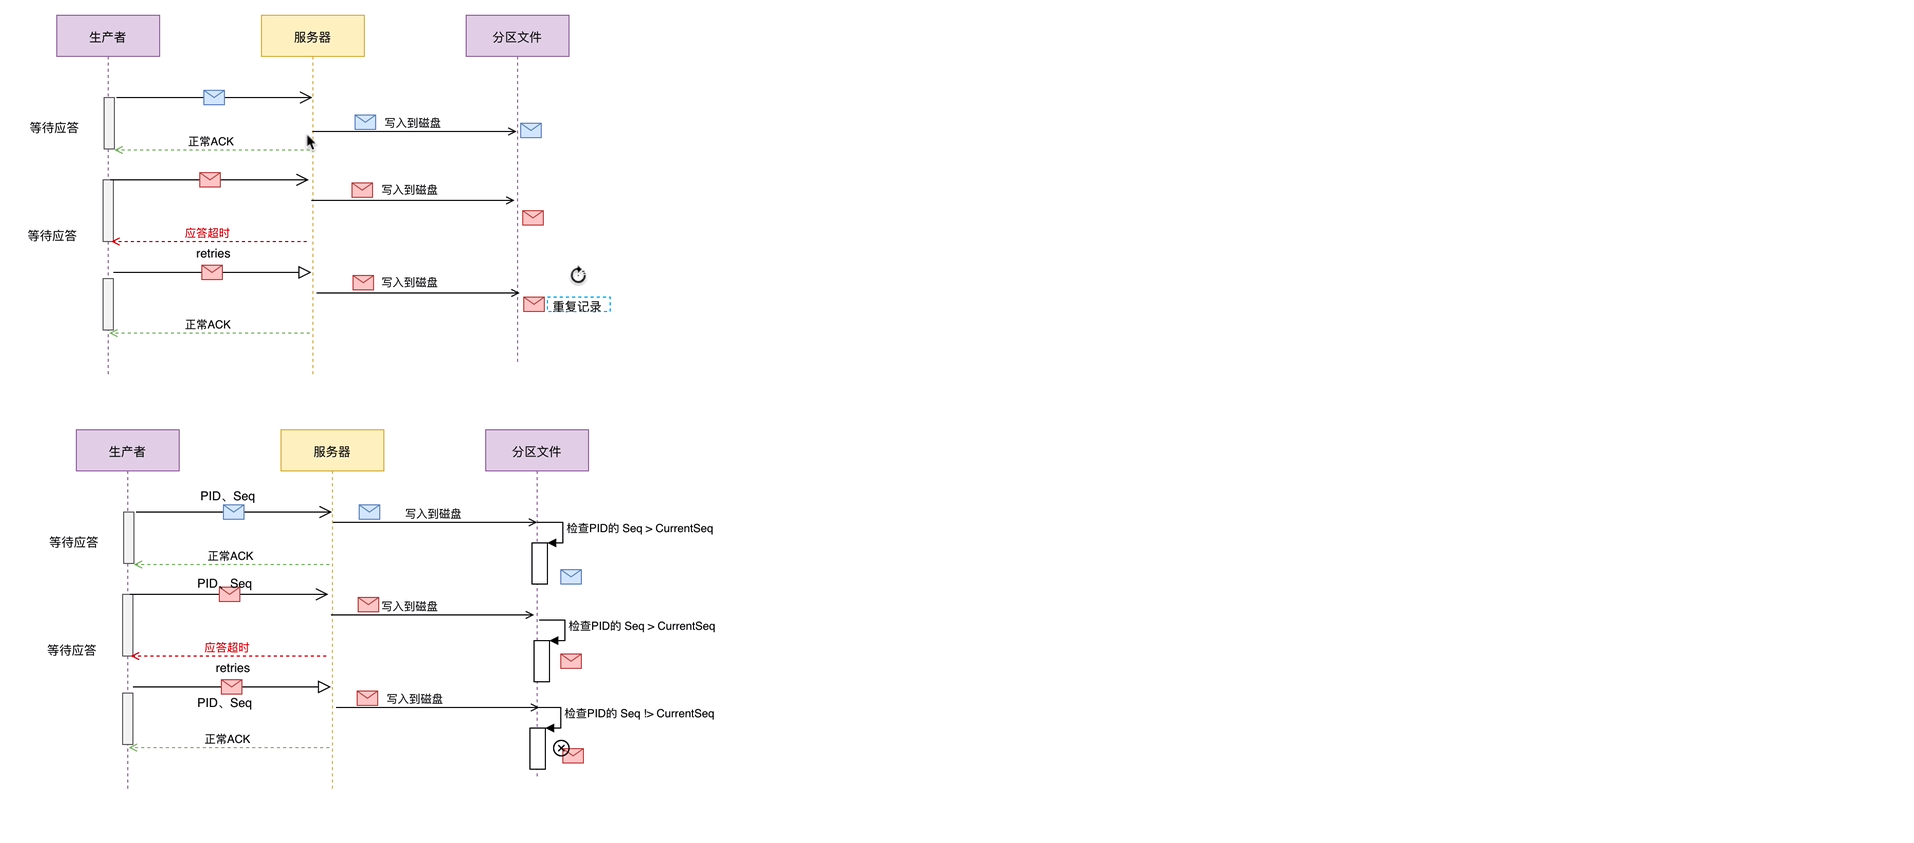 生产者
服务器
分区文件
写入到磁盘
等待应答
正常ACK
写入到磁盘
应答超时
等待应答
retries
写入到磁盘
重复记录
正常ACK
生产者
服务器
分区文件
PID、Seq
写入到磁盘
检查PID的 Seq > CurrentSeq
等待应答
正常ACK
PID、Seq
写入到磁盘
检查PID的 Seq > CurrentSeq
应答超时
等待应答
retries
写入到磁盘
PID、Seq
检查PID的 Seq !> CurrentSeq
正常ACK